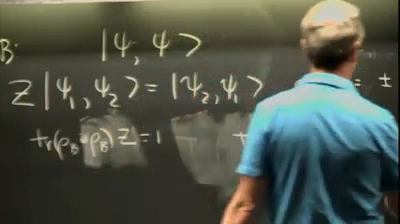 B: |ψ, ψ⟩
Z |ψ₁, ψ₂⟩ = |ψ₂, ψ₁⟩ = ±
tr(ρ_B ⊗ ρ_B) Z = 1